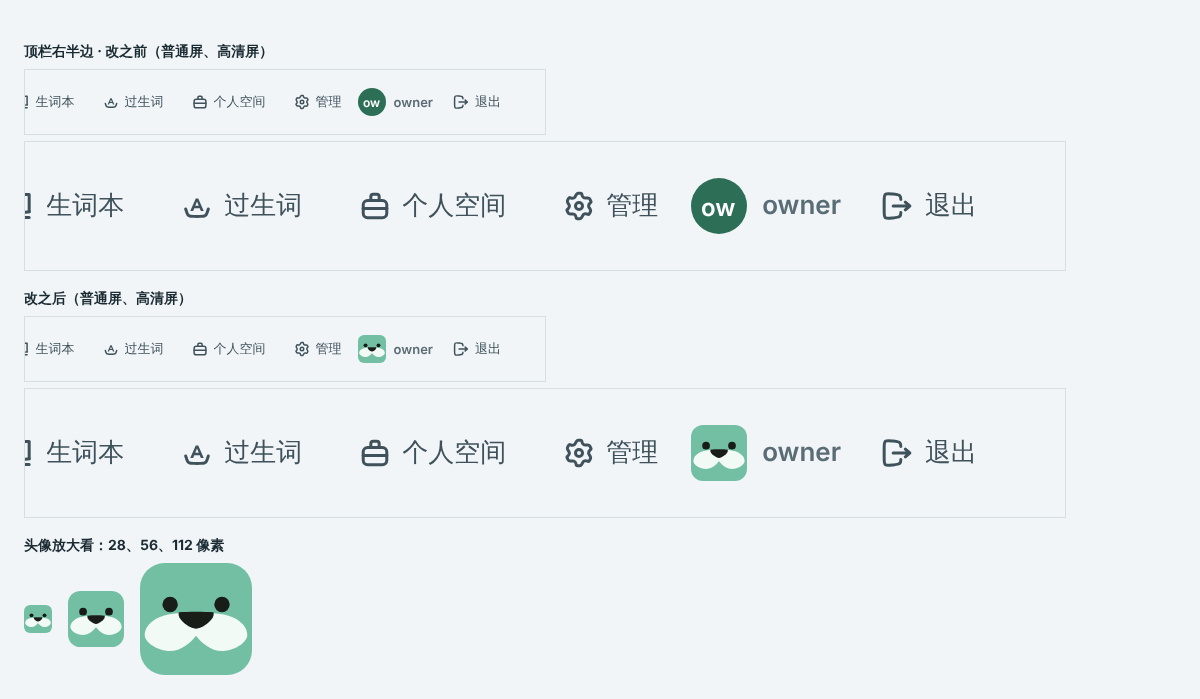 顶栏右半边 · 改之前（普通屏、高清屏）
生词本 过生词 个人空间 管理 ow owner 退出
生词本 过生词 个人空间 管理 ow owner 退出
改之后（普通屏、高清屏）
生词本 过生词 个人空间 管理 owner 退出
生词本 过生词 个人空间 管理 owner 退出
头像放大看：28、56、112 像素